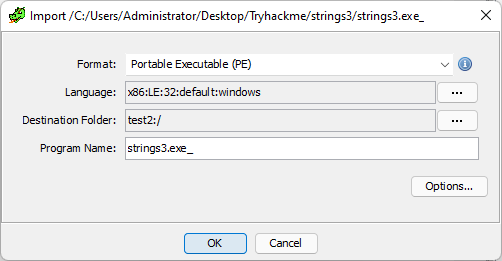 Import /C:/Users/Administrator/Desktop/Tryhackme/strings3/strings3.exe_
Format: Portable Executable (PE)
Language: x86:LE:32:default:windows ...
Destination Folder: test2:/ ...
Program Name: strings3.exe_
Options...
OK Cancel